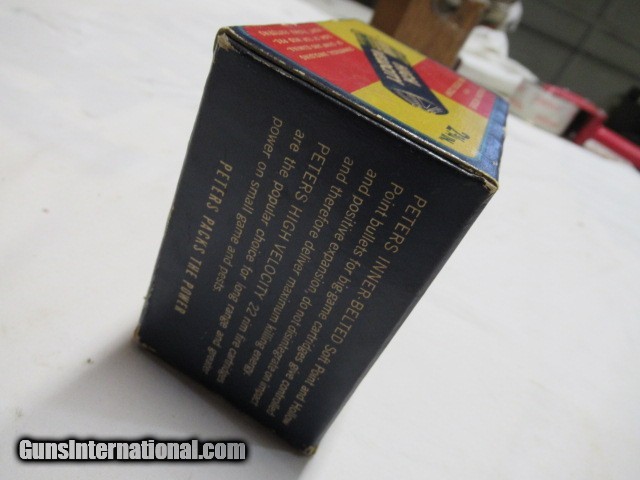 PETERS INNER-BELTED Soft Point and Hollow
Point bullets for big-game cartridges give controlled
and positive expansion, do not disintegrate on impact
and therefore deliver maximum killing energy.
PETERS HIGH VELOCITY 22 rim fire cartridges
are the popular choice for long range and greater
power on small game and pests.
PETERS PACKS THE POWER
GunsInternational.com